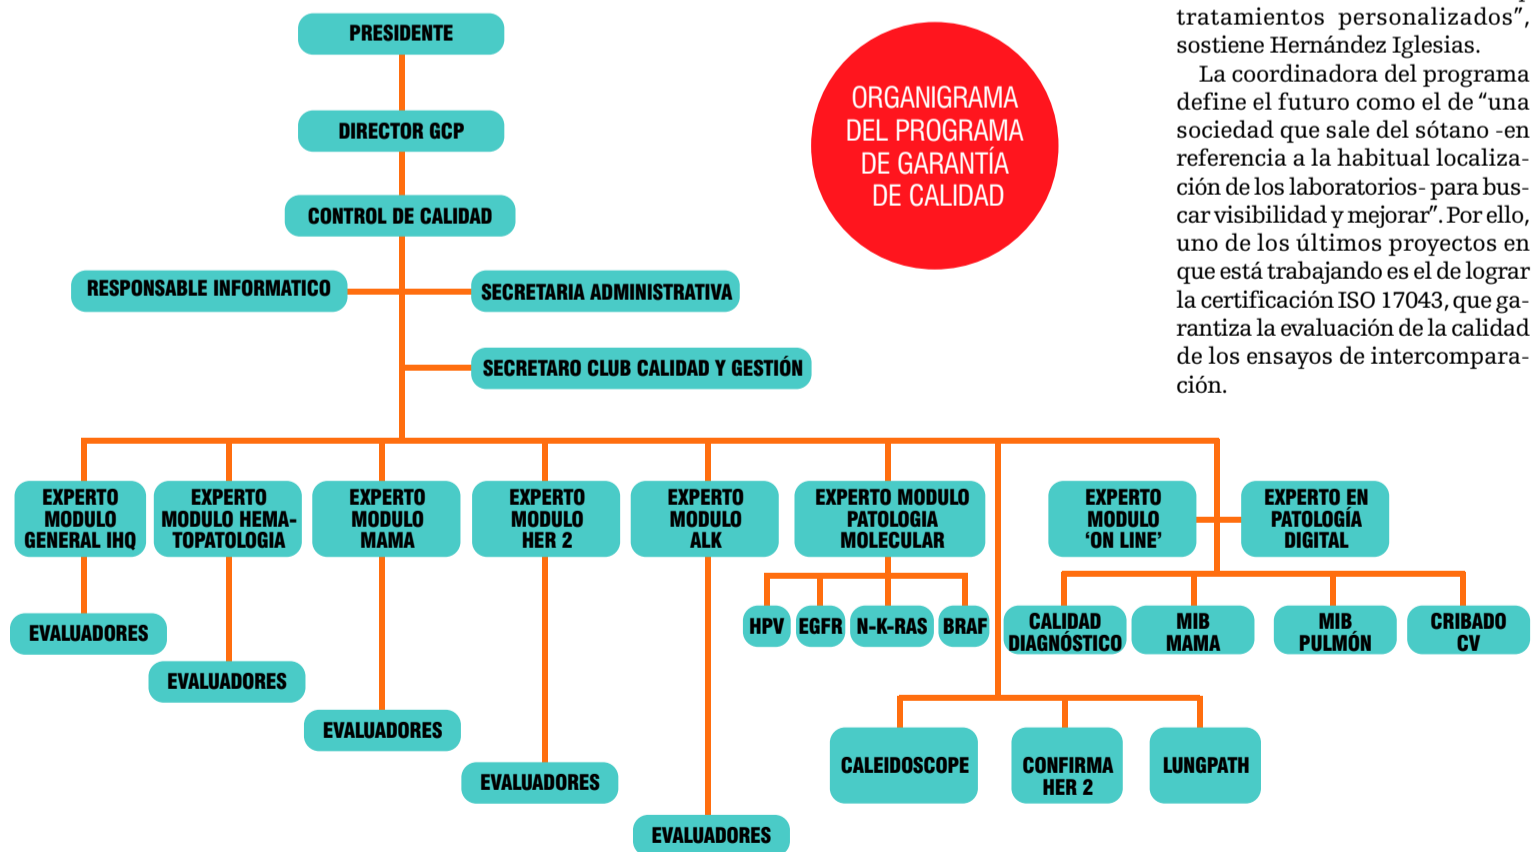 PRESIDENTE
DIRECTOR GCP
CONTROL DE CALIDAD
RESPONSABLE INFORMATICO
SECRETARIA ADMINISTRATIVA
SECRETARO CLUB CALIDAD Y GESTIÓN
ORGANIGRAMA
DEL PROGRAMA
DE GARANTÍA
DE CALIDAD
tratamientos personalizados”,
sostiene Hernández Iglesias.
La coordinadora del programa
define el futuro como el de “una
sociedad que sale del sótano -en
referencia a la habitual localiza-
ción de los laboratorios- para bus-
car visibilidad y mejorar”. Por ello,
uno de los últimos proyectos en
que está trabajando es el de lograr
la certificación ISO 17043, que ga-
rantiza la evaluación de la calidad
de los ensayos de intercompara-
ción.
EXPERTO
MODULO
GENERAL IHQ
EXPERTO
MODULO HEMA-
TOPATOLOGIA
EXPERTO
MODULO
MAMA
EXPERTO
MODULO
HER 2
EXPERTO
MODULO
ALK
EXPERTO MODULO
PATOLOGIA
MOLECULAR
EXPERTO
MODULO
‘ON LINE’
EXPERTO EN
PATOLOGÍA
DIGITAL
EVALUADORES
EVALUADORES
EVALUADORES
EVALUADORES
EVALUADORES
HPV
EGFR
N-K-RAS
BRAF
CALIDAD
DIAGNÓSTICO
MIB
MAMA
MIB
PULMÓN
CRIBADO
CV
CALEIDOSCOPE
CONFIRMA
HER 2
LUNGPATH